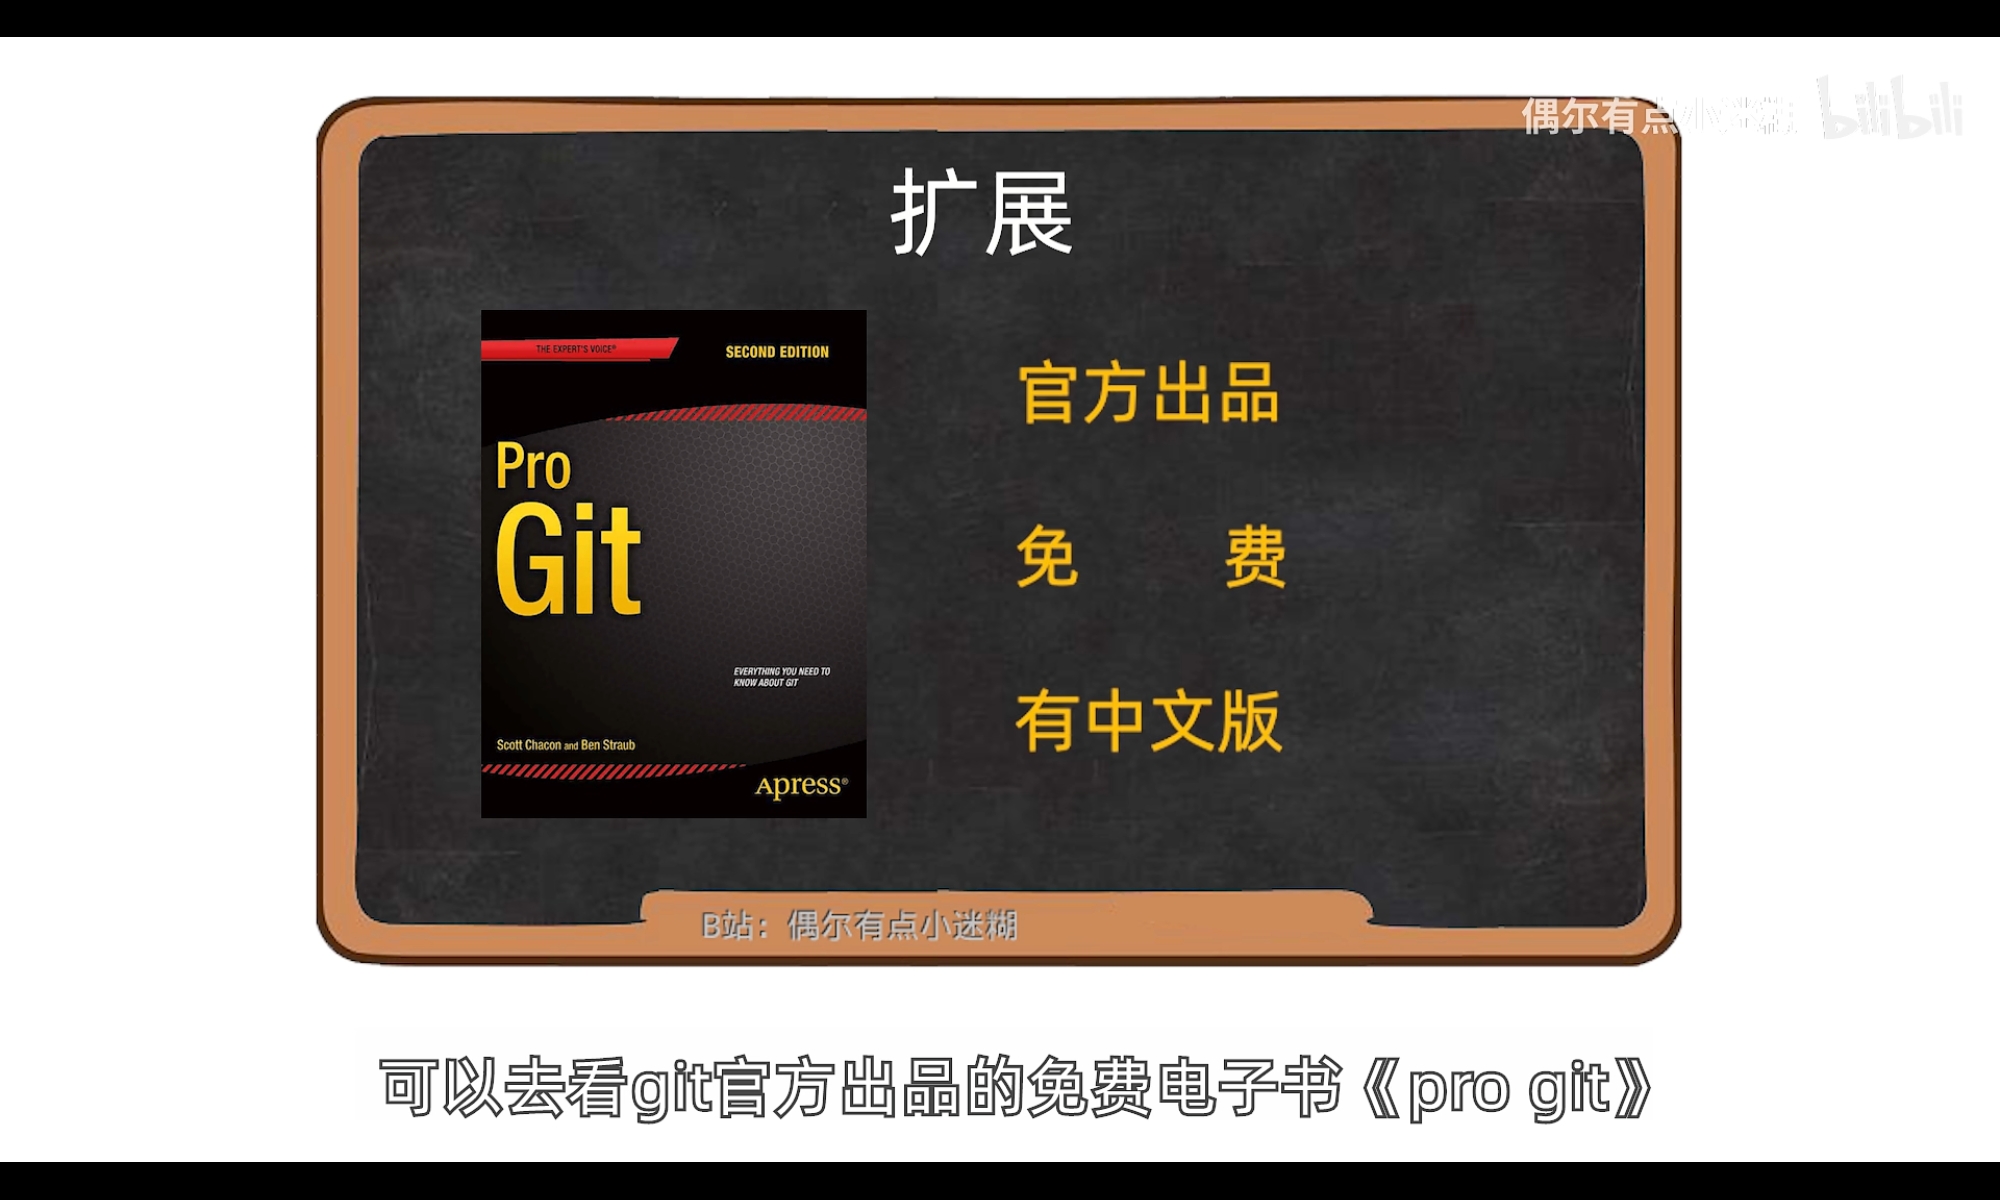 偶尔有点小迷糊 bilibili
扩展
THE EXPERT'S VOICE®
SECOND EDITION
Pro
Git
EVERYTHING YOU NEED TO
KNOW ABOUT GIT
Scott Chacon and Ben Straub
Apress®
官方出品
免 费
有中文版
B站：偶尔有点小迷糊
可以去看git官方出品的免费电子书《pro git》